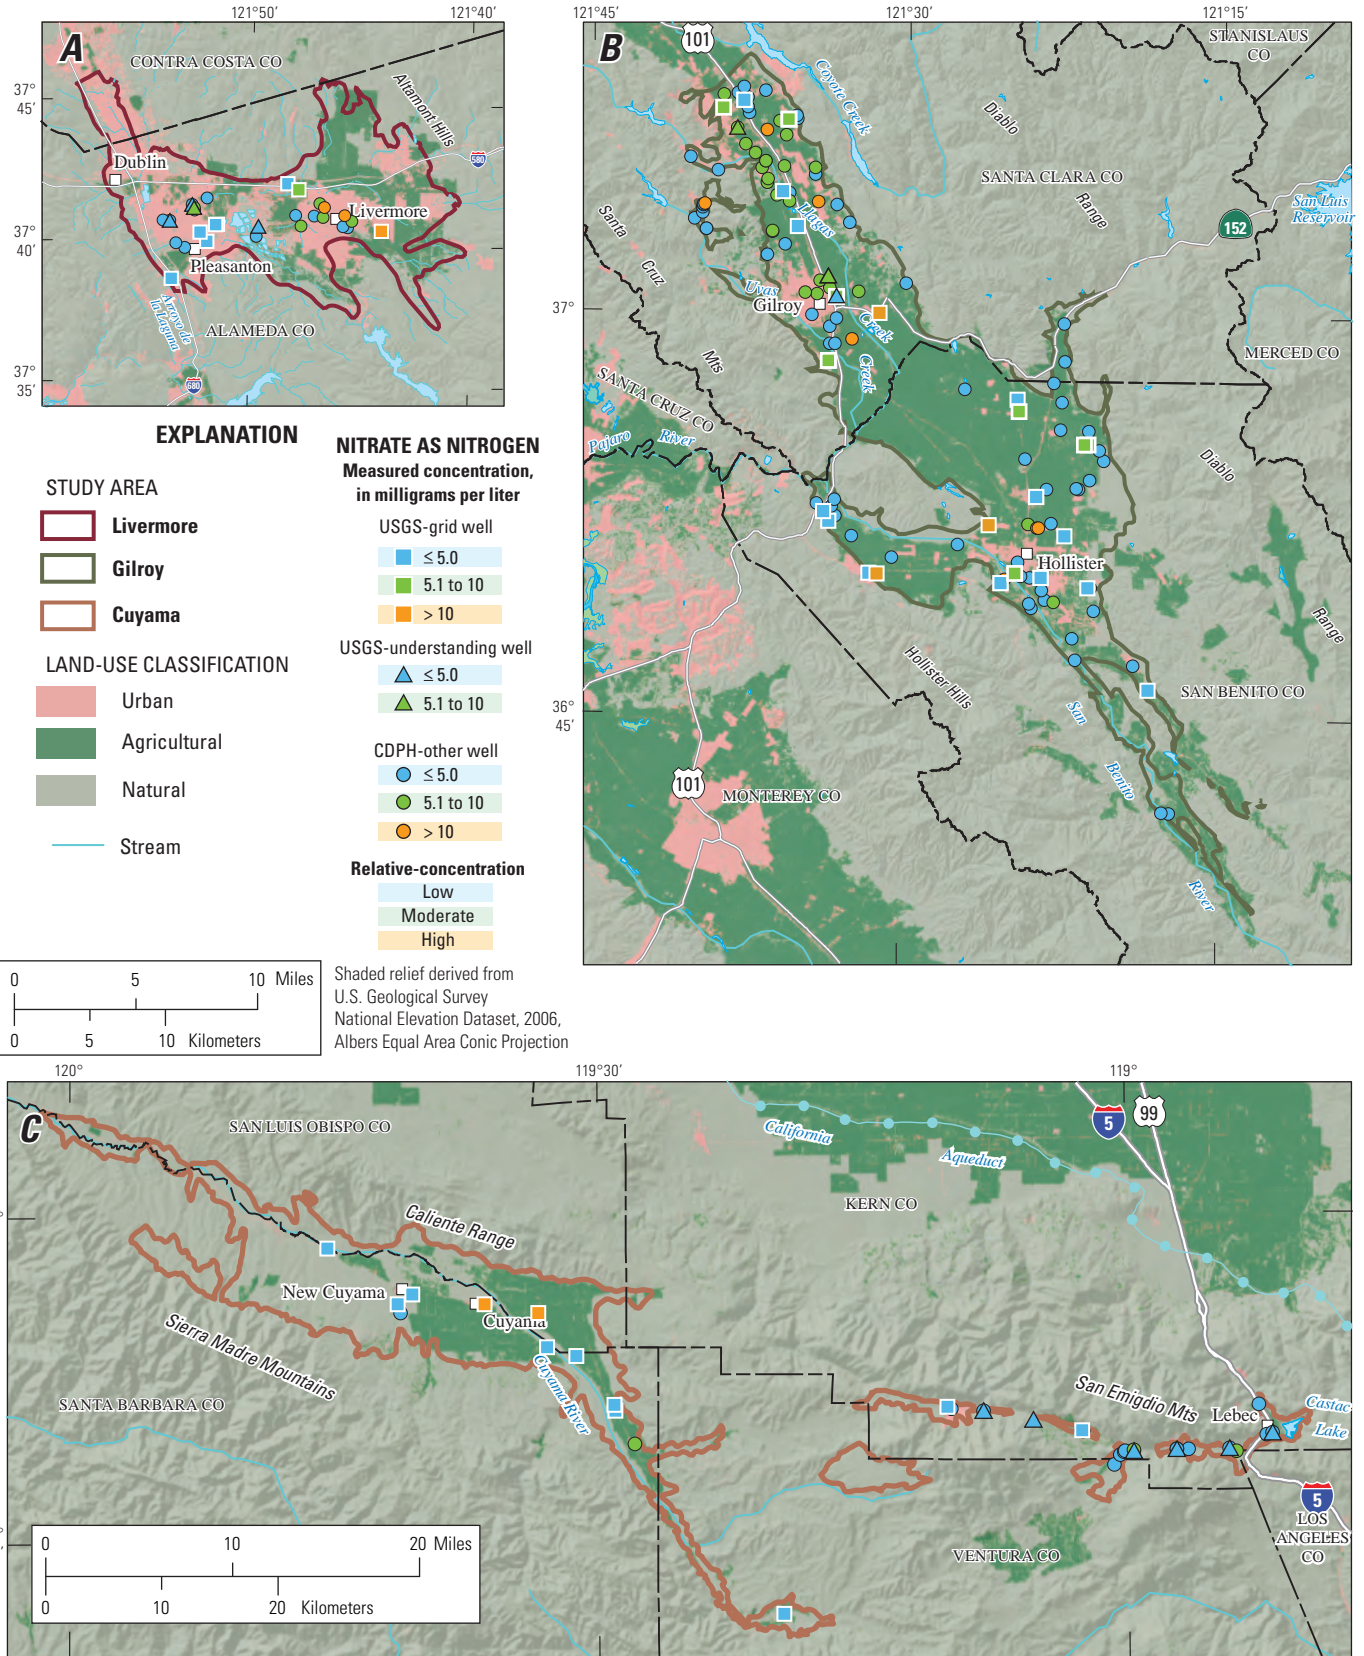 121°50′
121°40′
A
CONTRA COSTA CO
37°
45′
Altamont Hills
580
Dublin
Livermore
37°
40′
Pleasanton
Arroyo de
la Laguna
ALAMEDA CO
37°
35′
680
121°45′
121°30′
121°15′
B
101
STANISLAUS
CO
Coyote Creek
Diablo
Range
SANTA CLARA CO
San Luis
Reservoir
152
Santa
Cruz
Mts
Llagas
Creek
Uvas
Creek
Gilroy
37°
MERCED CO
SANTA CRUZ CO
Pajaro River
Diablo
Range
Hollister
Hollister Hills
SAN BENITO CO
San
Benito
River
36°
45′
101
MONTEREY CO
EXPLANATION
STUDY AREA
Livermore
Gilroy
Cuyama
LAND-USE CLASSIFICATION
Urban
Agricultural
Natural
Stream
NITRATE AS NITROGEN
Measured concentration,
in milligrams per liter
USGS-grid well
≤ 5.0
5.1 to 10
> 10
USGS-understanding well
≤ 5.0
5.1 to 10
CDPH-other well
≤ 5.0
5.1 to 10
> 10
Relative-concentration
Low
Moderate
High
0 5 10 Miles
0 5 10 Kilometers
Shaded relief derived from
U.S. Geological Survey
National Elevation Dataset, 2006,
Albers Equal Area Conic Projection
120°
119°30′
119°
C
SAN LUIS OBISPO CO
California
Aqueduct
5
99
KERN CO
Caliente Range
New Cuyama
Cuyama
Sierra Madre Mountains
Cuyama River
SANTA BARBARA CO
San Emigdio Mts
Lebec
Castac
Lake
5
LOS
ANGELES
CO
VENTURA CO
0 10 20 Miles
0 10 20 Kilometers